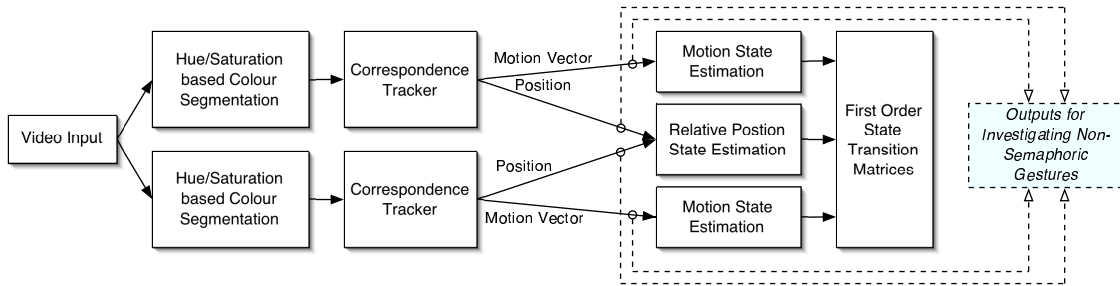 Video Input
Hue/Saturation
based Colour
Segmentation
Correspondence
Tracker
Motion Vector
Position
Hue/Saturation
based Colour
Segmentation
Correspondence
Tracker
Position
Motion Vector
Motion State
Estimation
Relative Postion
State Estimation
Motion State
Estimation
First Order
State
Transition
Matrices
Outputs for
Investigating Non-
Semaphoric
Gestures